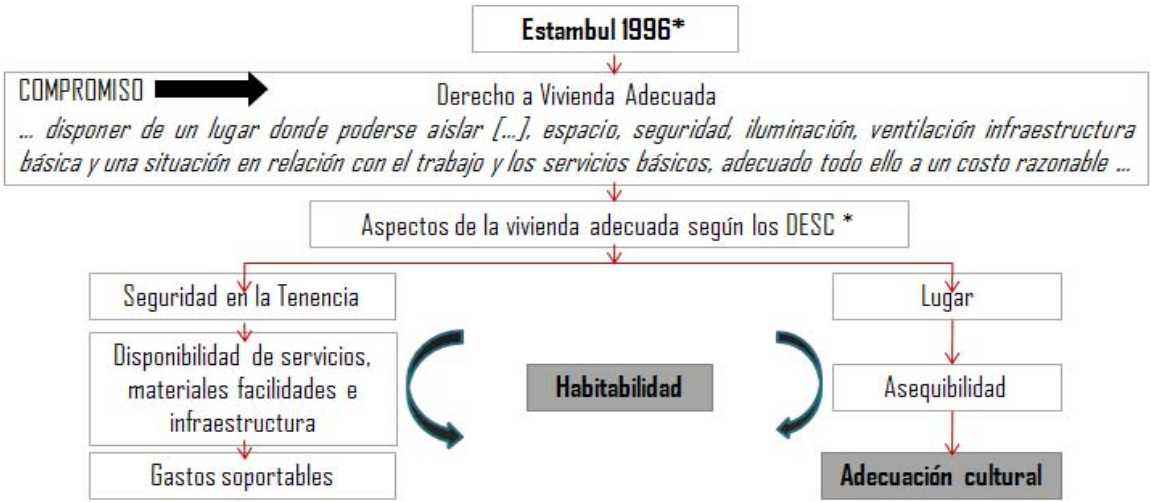 Estambul 1996*
COMPROMISO
Derecho a Vivienda Adecuada
... disponer de un lugar donde poderse aislar [...], espacio, seguridad, iluminación, ventilación infraestructura
básica y una situación en relación con el trabajo y los servicios básicos, adecuado todo ello a un costo razonable ...
Aspectos de la vivienda adecuada según los DESC *
Seguridad en la Tenencia
Disponibilidad de servicios,
materiales facilidades e
infraestructura
Gastos soportables
Habitabilidad
Lugar
Asequibilidad
Adecuación cultural